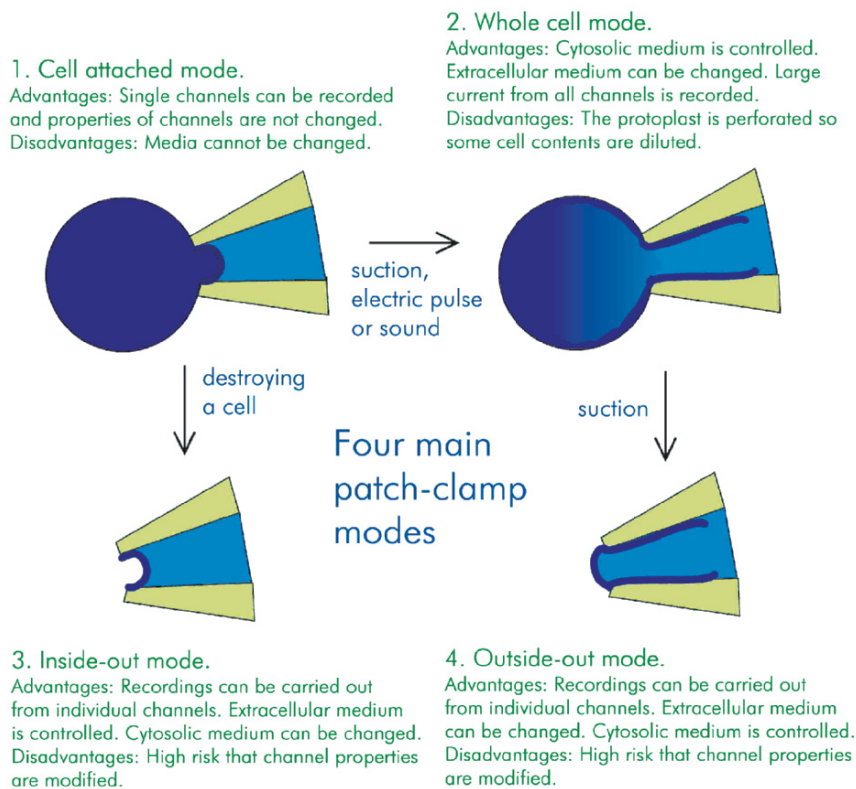 1. Cell attached mode.
Advantages: Single channels can be recorded
and properties of channels are not changed.
Disadvantages: Media cannot be changed.
2. Whole cell mode.
Advantages: Cytosolic medium is controlled.
Extracellular medium can be changed. Large
current from all channels is recorded.
Disadvantages: The protoplast is perforated so
some cell contents are diluted.
suction,
electric pulse
or sound
destroying
a cell
suction
Four main
patch-clamp
modes
3. Inside-out mode.
Advantages: Recordings can be carried out
from individual channels. Extracellular medium
is controlled. Cytosolic medium can be changed.
Disadvantages: High risk that channel properties
are modified.
4. Outside-out mode.
Advantages: Recordings can be carried out
from individual channels. Extracellular medium
can be changed. Cytosolic medium is controlled.
Disadvantages: High risk that channel properties
are modified.